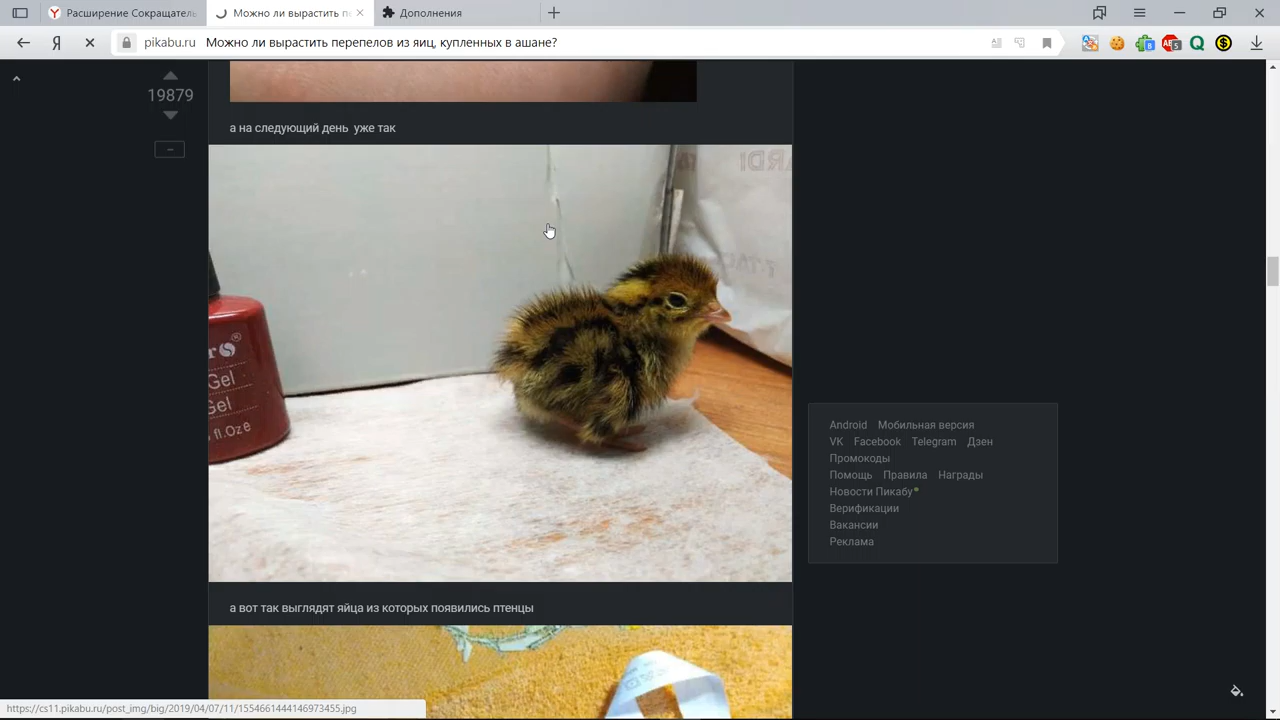 Расширение Сокращатель
Можно ли вырастить пе
Дополнения
pikabu.ru Можно ли вырастить перепелов из яиц, купленных в ашане?
19879
а на следующий день уже так
Gel
Gel
fl.Oz
Android Мобильная версия
VK Facebook Telegram Дзен
Промокоды
Помощь Правила Награды
Новости Пикабу
Верификации
Вакансии
Реклама
а вот так выглядят яйца из которых появились птенцы
https://cs11.pikabu.ru/post_img/big/2019/04/07/11/1554661444146973455.jpg